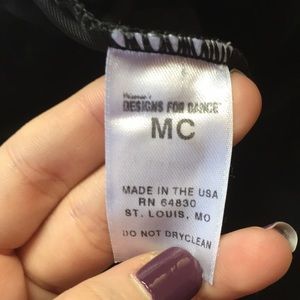 DESIGNS FOR DANCE
MC
MADE IN THE USA
RN 64830
ST. LOUIS, MO
DO NOT DRYCLEAN